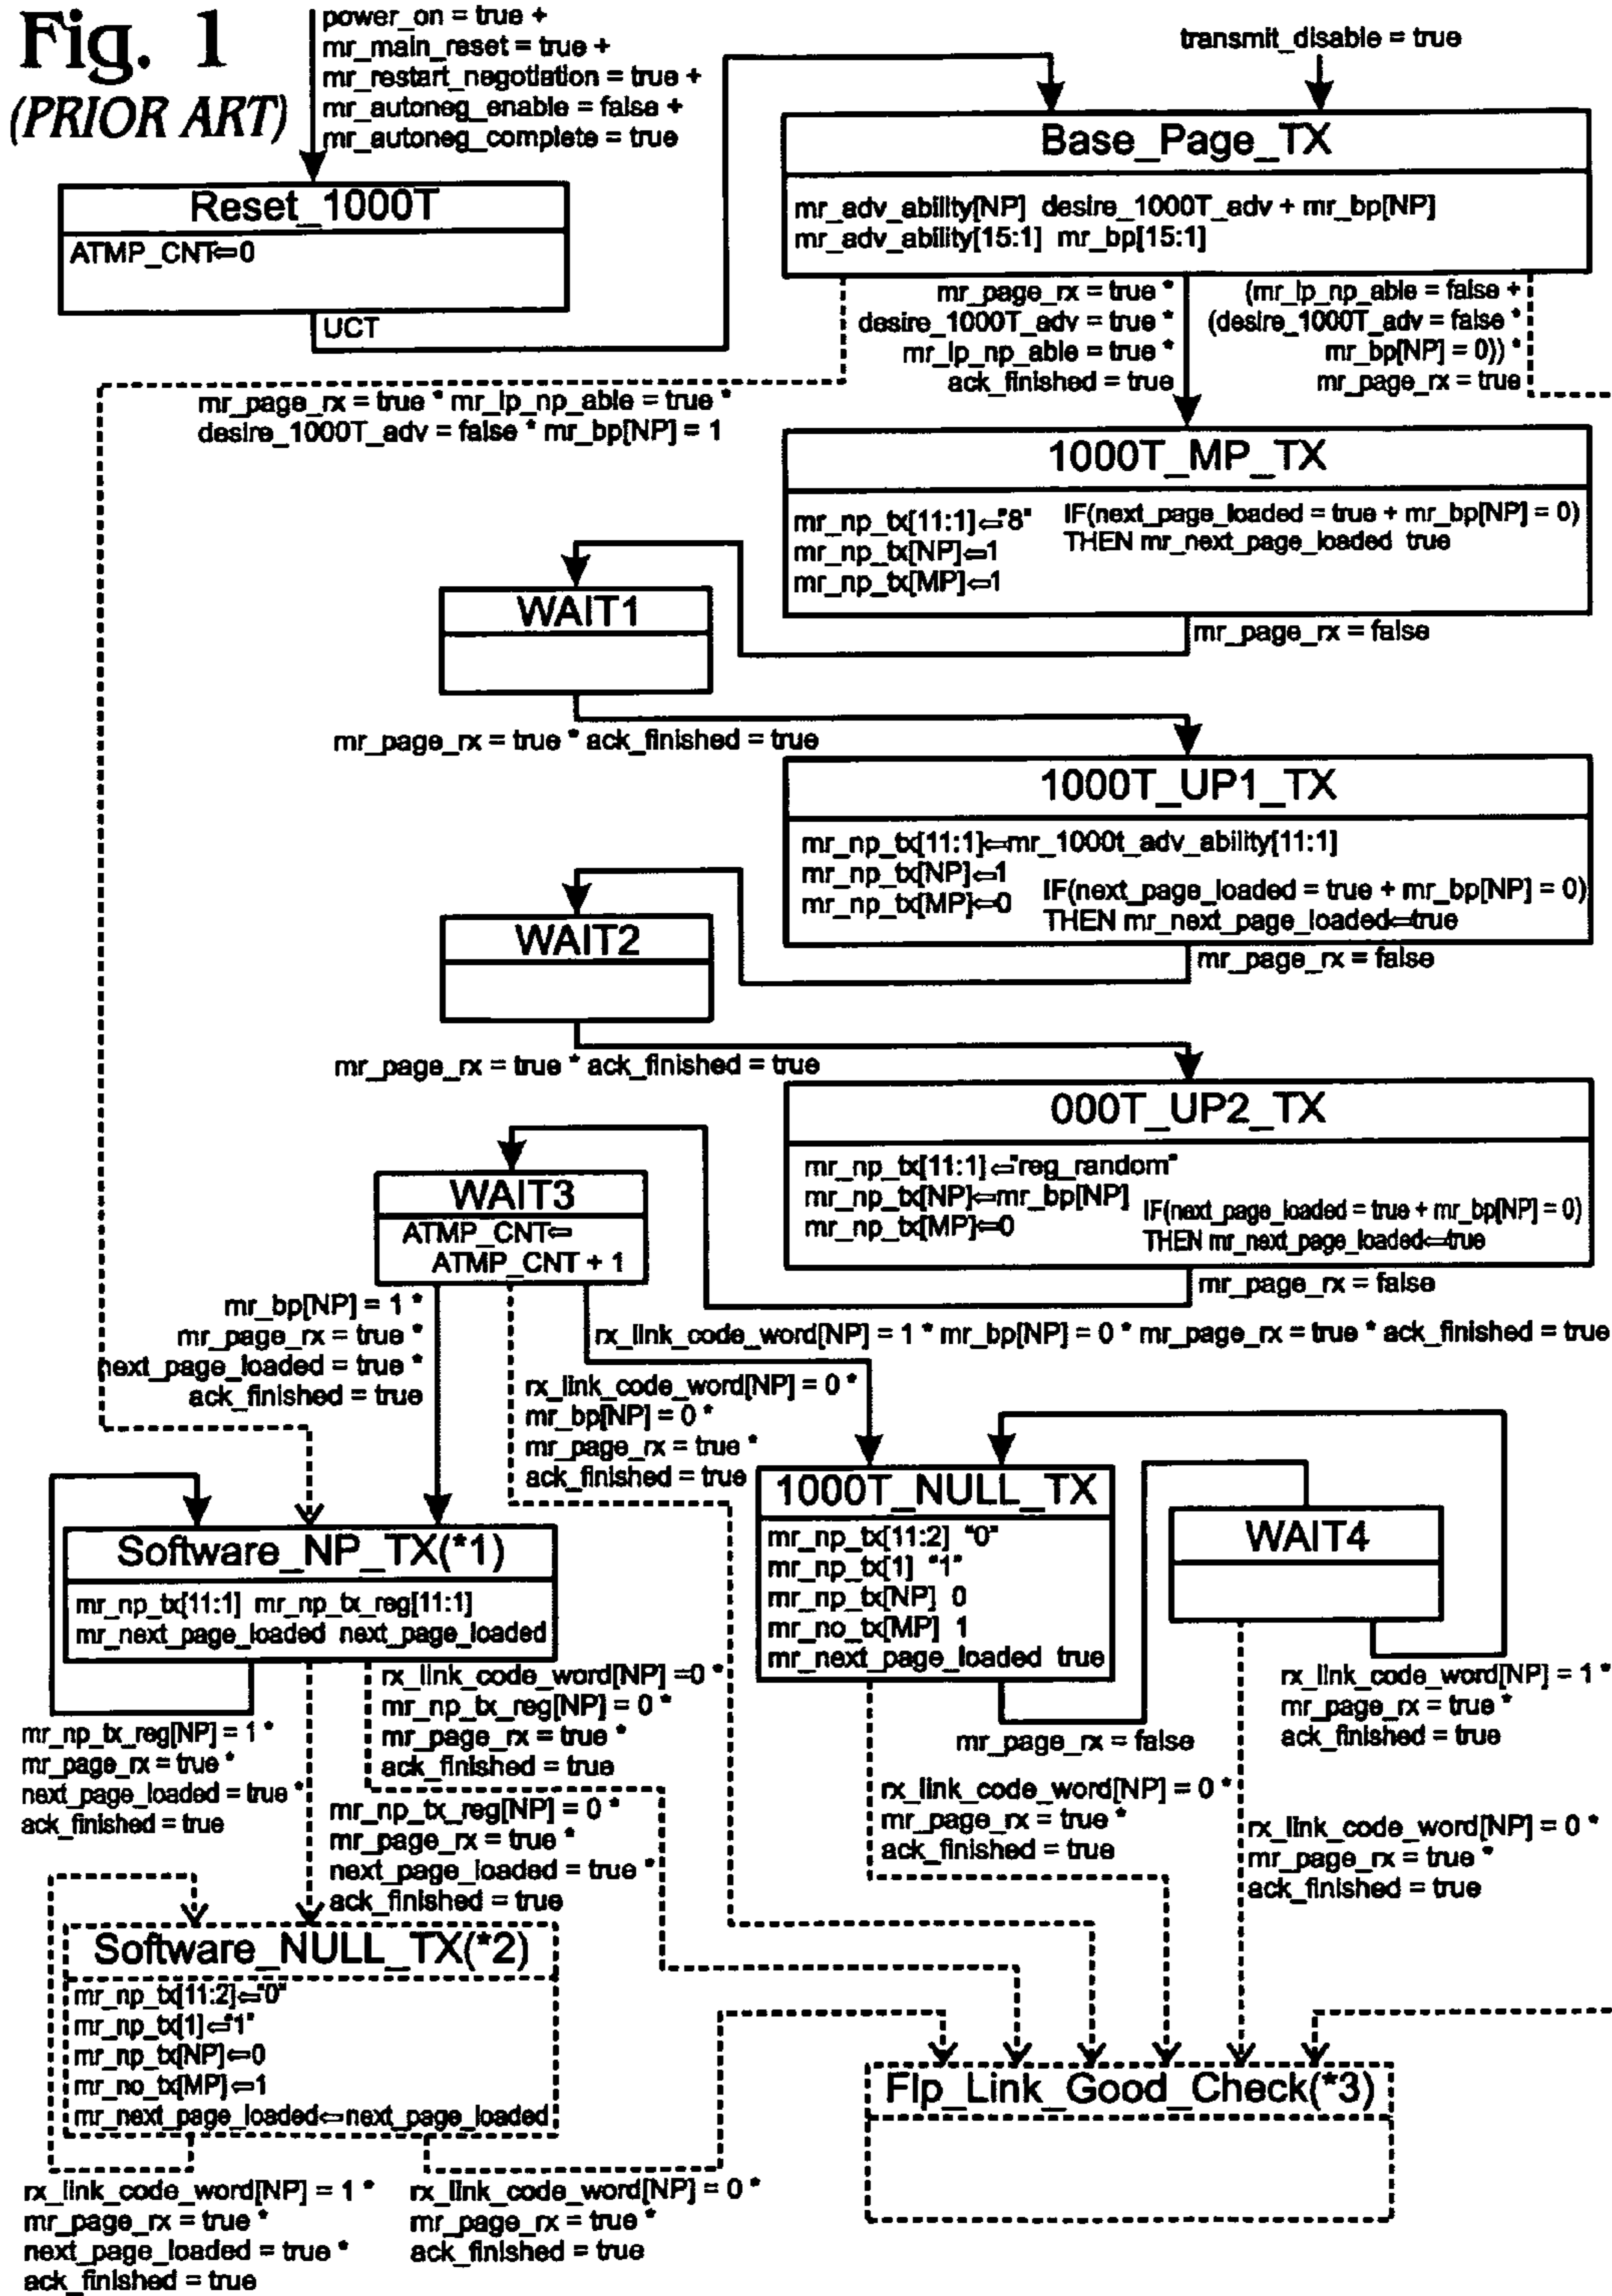 Fig. 1
(PRIOR ART)
power_on = true +
mr_main_reset = true +
mr_restart_negotiation = true +
mr_autoneg_enable = false +
mr_autoneg_complete = true
transmit_disable = true
Reset_1000T
ATMP_CNT⇐0
UCT
Base_Page_TX
mr_adv_ability[NP] desire_1000T_adv + mr_bp[NP]
mr_adv_ability[15:1] mr_bp[15:1]
mr_page_rx = true *
desire_1000T_adv = true *
mr_lp_np_able = true *
ack_finished = true
(mr_lp_np_able = false +
(desire_1000T_adv = false *
mr_bp[NP] = 0)) *
mr_page_rx = true
mr_page_rx = true * mr_lp_np_able = true *
desire_1000T_adv = false * mr_bp[NP] = 1
1000T_MP_TX
mr_np_tx[11:1]⇐"8"
mr_np_tx[NP]⇐1
mr_np_tx[MP]⇐1
IF(next_page_loaded = true + mr_bp[NP] = 0)
THEN mr_next_page_loaded true
mr_page_rx = false
WAIT1
mr_page_rx = true * ack_finished = true
1000T_UP1_TX
mr_np_tx[11:1]⇐mr_1000t_adv_ability[11:1]
mr_np_tx[NP]⇐1
mr_np_tx[MP]⇐0
IF(next_page_loaded = true + mr_bp[NP] = 0)
THEN mr_next_page_loaded⇐true
mr_page_rx = false
WAIT2
mr_page_rx = true * ack_finished = true
000T_UP2_TX
mr_np_tx[11:1]⇐"reg_random"
mr_np_tx[NP]⇐mr_bp[NP]
mr_np_tx[MP]⇐0
IF(next_page_loaded = true + mr_bp[NP] = 0)
THEN mr_next_page_loaded⇐true
mr_page_rx = false
WAIT3
ATMP_CNT⇐
ATMP_CNT + 1
mr_bp[NP] = 1 *
mr_page_rx = true *
next_page_loaded = true *
ack_finished = true
rx_link_code_word[NP] = 1 * mr_bp[NP] = 0 * mr_page_rx = true * ack_finished = true
rx_link_code_word[NP] = 0 *
mr_bp[NP] = 0 *
mr_page_rx = true *
ack_finished = true
1000T_NULL_TX
mr_np_tx[11:2] "0"
mr_np_tx[1] "1"
mr_np_tx[NP] 0
mr_no_tx[MP] 1
mr_next_page_loaded true
WAIT4
rx_link_code_word[NP] = 1 *
mr_page_rx = true *
ack_finished = true
mr_page_rx = false
Software_NP_TX(*1)
mr_np_tx[11:1] mr_np_tx_reg[11:1]
mr_next_page_loaded next_page_loaded
mr_np_tx_reg[NP] = 1 *
mr_page_rx = true *
next_page_loaded = true *
ack_finished = true
rx_link_code_word[NP] =0 *
mr_np_tx_reg[NP] = 0 *
mr_page_rx = true *
ack_finished = true
mr_np_tx_reg[NP] = 0 *
mr_page_rx = true *
next_page_loaded = true *
ack_finished = true
rx_link_code_word[NP] = 0 *
mr_page_rx = true *
ack_finished = true
rx_link_code_word[NP] = 0 *
mr_page_rx = true *
ack_finished = true
Software_NULL_TX(*2)
mr_np_tx[11:2]⇐"0"
mr_np_tx[1]⇐"1"
mr_np_tx[NP]⇐0
mr_no_tx[MP]⇐1
mr_next_page_loaded⇐next_page_loaded
Flp_Link_Good_Check(*3)
rx_link_code_word[NP] = 1 *
mr_page_rx = true *
next_page_loaded = true *
ack_finished = true
rx_link_code_word[NP] = 0 *
mr_page_rx = true *
ack_finished = true